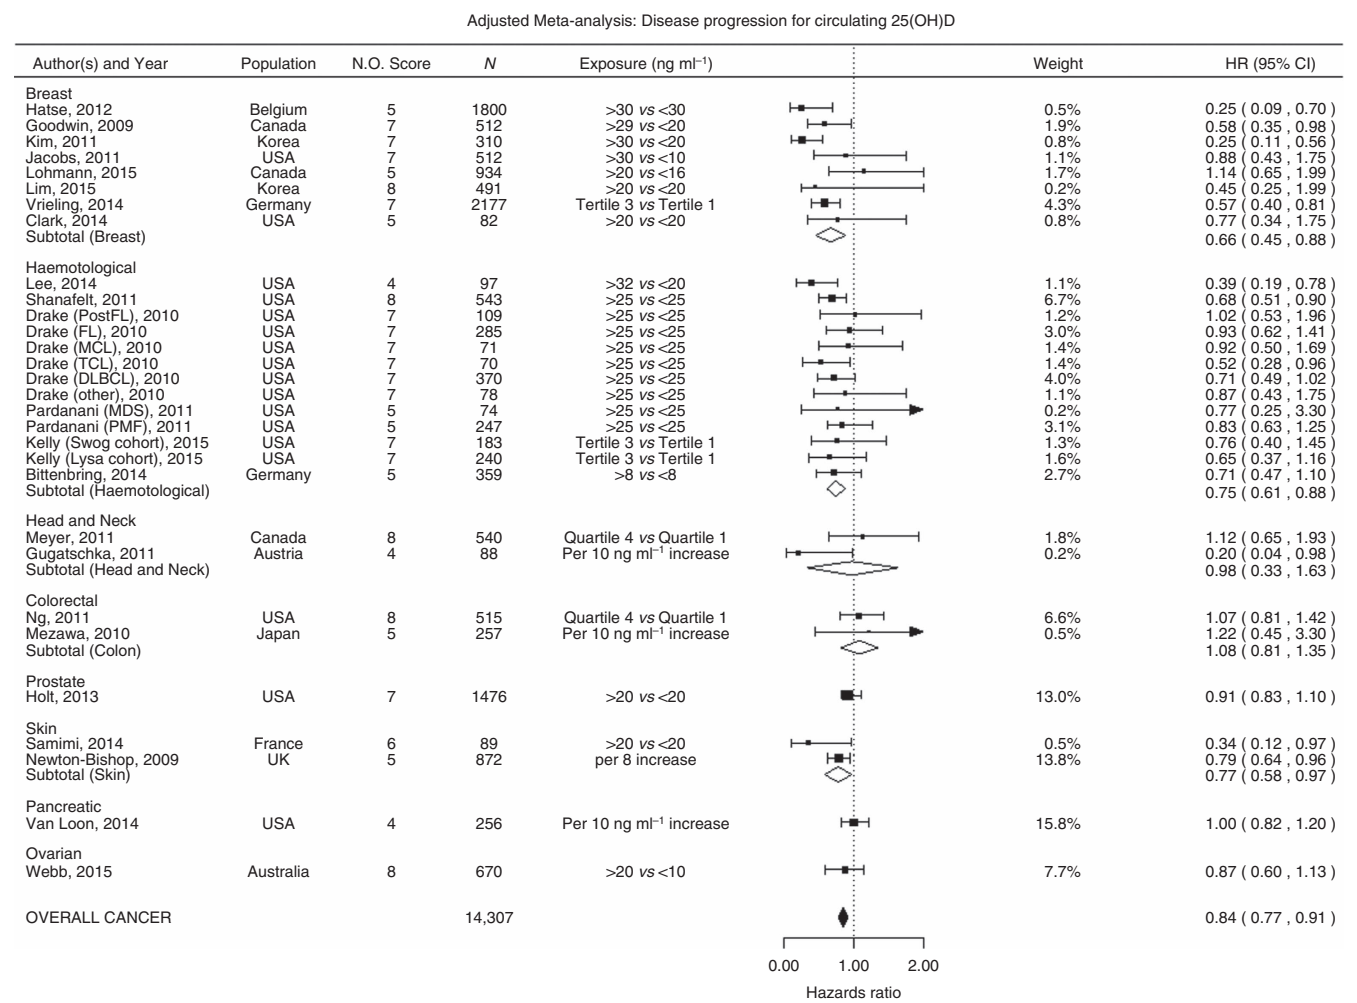 Adjusted Meta-analysis: Disease progression for circulating 25(OH)D
Author(s) and Year Population N.O. Score N Exposure (ng ml⁻¹) Weight HR (95% CI)
Breast
Hatse, 2012 Belgium 5 1800 >30 vs <30 0.5% 0.25 ( 0.09 , 0.70 )
Goodwin, 2009 Canada 7 512 >29 vs <20 1.9% 0.58 ( 0.35 , 0.98 )
Kim, 2011 Korea 7 310 >30 vs <20 0.8% 0.25 ( 0.11 , 0.56 )
Jacobs, 2011 USA 7 512 >30 vs <10 1.1% 0.88 ( 0.43 , 1.75 )
Lohmann, 2015 Canada 5 934 >20 vs <16 1.7% 1.14 ( 0.65 , 1.99 )
Lim, 2015 Korea 8 491 >20 vs <20 0.2% 0.45 ( 0.25 , 1.99 )
Vrieling, 2014 Germany 7 2177 Tertile 3 vs Tertile 1 4.3% 0.57 ( 0.40 , 0.81 )
Clark, 2014 USA 5 82 >20 vs <20 0.8% 0.77 ( 0.34 , 1.75 )
Subtotal (Breast) 0.66 ( 0.45 , 0.88 )
Haemotological
Lee, 2014 USA 4 97 >32 vs <20 1.1% 0.39 ( 0.19 , 0.78 )
Shanafelt, 2011 USA 8 543 >25 vs <25 6.7% 0.68 ( 0.51 , 0.90 )
Drake (PostFL), 2010 USA 7 109 >25 vs <25 1.2% 1.02 ( 0.53 , 1.96 )
Drake (FL), 2010 USA 7 285 >25 vs <25 3.0% 0.93 ( 0.62 , 1.41 )
Drake (MCL), 2010 USA 7 71 >25 vs <25 1.4% 0.92 ( 0.50 , 1.69 )
Drake (TCL), 2010 USA 7 70 >25 vs <25 1.4% 0.52 ( 0.28 , 0.96 )
Drake (DLBCL), 2010 USA 7 370 >25 vs <25 4.0% 0.71 ( 0.49 , 1.02 )
Drake (other), 2010 USA 7 78 >25 vs <25 1.1% 0.87 ( 0.43 , 1.75 )
Pardanani (MDS), 2011 USA 5 74 >25 vs <25 0.2% 0.77 ( 0.25 , 3.30 )
Pardanani (PMF), 2011 USA 5 247 >25 vs <25 3.1% 0.83 ( 0.63 , 1.25 )
Kelly (Swog cohort), 2015 USA 7 183 Tertile 3 vs Tertile 1 1.3% 0.76 ( 0.40 , 1.45 )
Kelly (Lysa cohort), 2015 USA 7 240 Tertile 3 vs Tertile 1 1.6% 0.65 ( 0.37 , 1.16 )
Bittenbring, 2014 Germany 5 359 >8 vs <8 2.7% 0.71 ( 0.47 , 1.10 )
Subtotal (Haemotological) 0.75 ( 0.61 , 0.88 )
Head and Neck
Meyer, 2011 Canada 8 540 Quartile 4 vs Quartile 1 1.8% 1.12 ( 0.65 , 1.93 )
Gugatschka, 2011 Austria 4 88 Per 10 ng ml⁻¹ increase 0.2% 0.20 ( 0.04 , 0.98 )
Subtotal (Head and Neck) 0.98 ( 0.33 , 1.63 )
Colorectal
Ng, 2011 USA 8 515 Quartile 4 vs Quartile 1 6.6% 1.07 ( 0.81 , 1.42 )
Mezawa, 2010 Japan 5 257 Per 10 ng ml⁻¹ increase 0.5% 1.22 ( 0.45 , 3.30 )
Subtotal (Colon) 1.08 ( 0.81 , 1.35 )
Prostate
Holt, 2013 USA 7 1476 >20 vs <20 13.0% 0.91 ( 0.83 , 1.10 )
Skin
Samimi, 2014 France 6 89 >20 vs <20 0.5% 0.34 ( 0.12 , 0.97 )
Newton-Bishop, 2009 UK 5 872 per 8 increase 13.8% 0.79 ( 0.64 , 0.96 )
Subtotal (Skin) 0.77 ( 0.58 , 0.97 )
Pancreatic
Van Loon, 2014 USA 4 256 Per 10 ng ml⁻¹ increase 15.8% 1.00 ( 0.82 , 1.20 )
Ovarian
Webb, 2015 Australia 8 670 >20 vs <10 7.7% 0.87 ( 0.60 , 1.13 )
OVERALL CANCER 14,307 0.84 ( 0.77 , 0.91 )
0.00 1.00 2.00
Hazards ratio